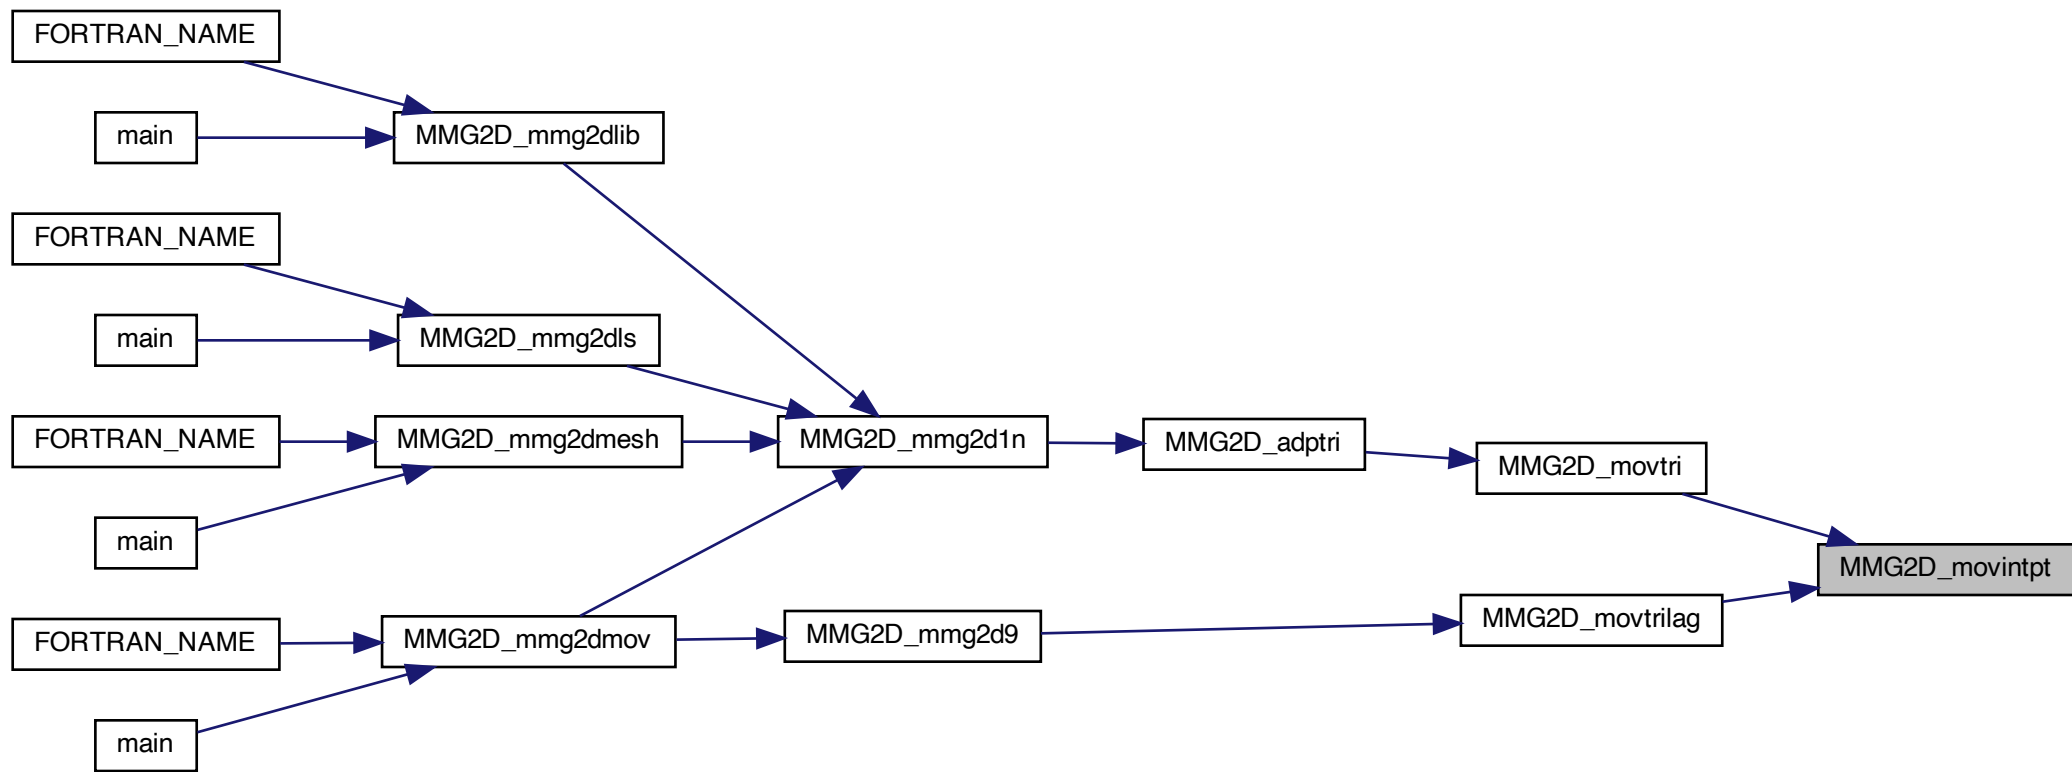 FORTRAN_NAME
main
MMG2D_mmg2dlib
FORTRAN_NAME
main
MMG2D_mmg2dls
FORTRAN_NAME
MMG2D_mmg2dmesh
MMG2D_mmg2d1n
MMG2D_adptri
MMG2D_movtri
main
MMG2D_movintpt
FORTRAN_NAME
MMG2D_mmg2dmov
MMG2D_mmg2d9
MMG2D_movtrilag
main